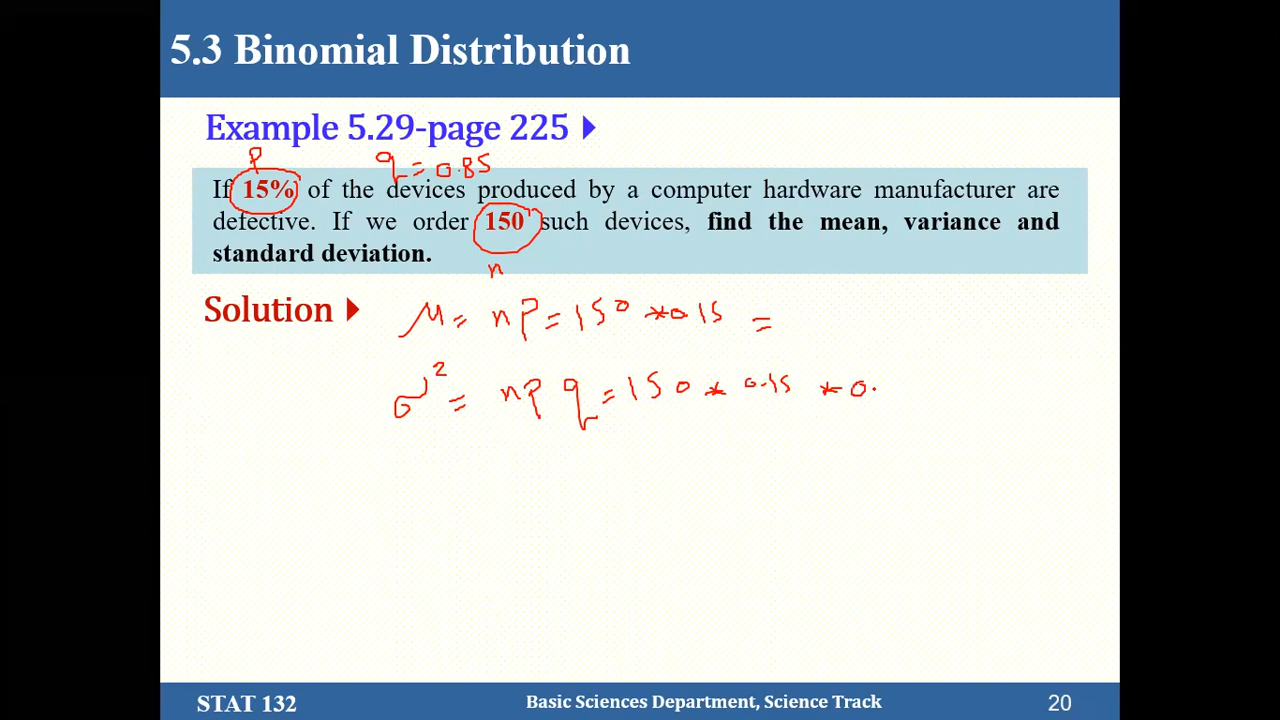 5.3 Binomial Distribution
Example 5.29-page 225
p q = 0.85
If 15% of the devices produced by a computer hardware manufacturer are
defective. If we order 150 such devices, find the mean, variance and
standard deviation.
n
Solution μ = np = 150 * 0.15 =
σ² = npq = 150 * 0.15 * 0.
STAT 132 Basic Sciences Department, Science Track 20